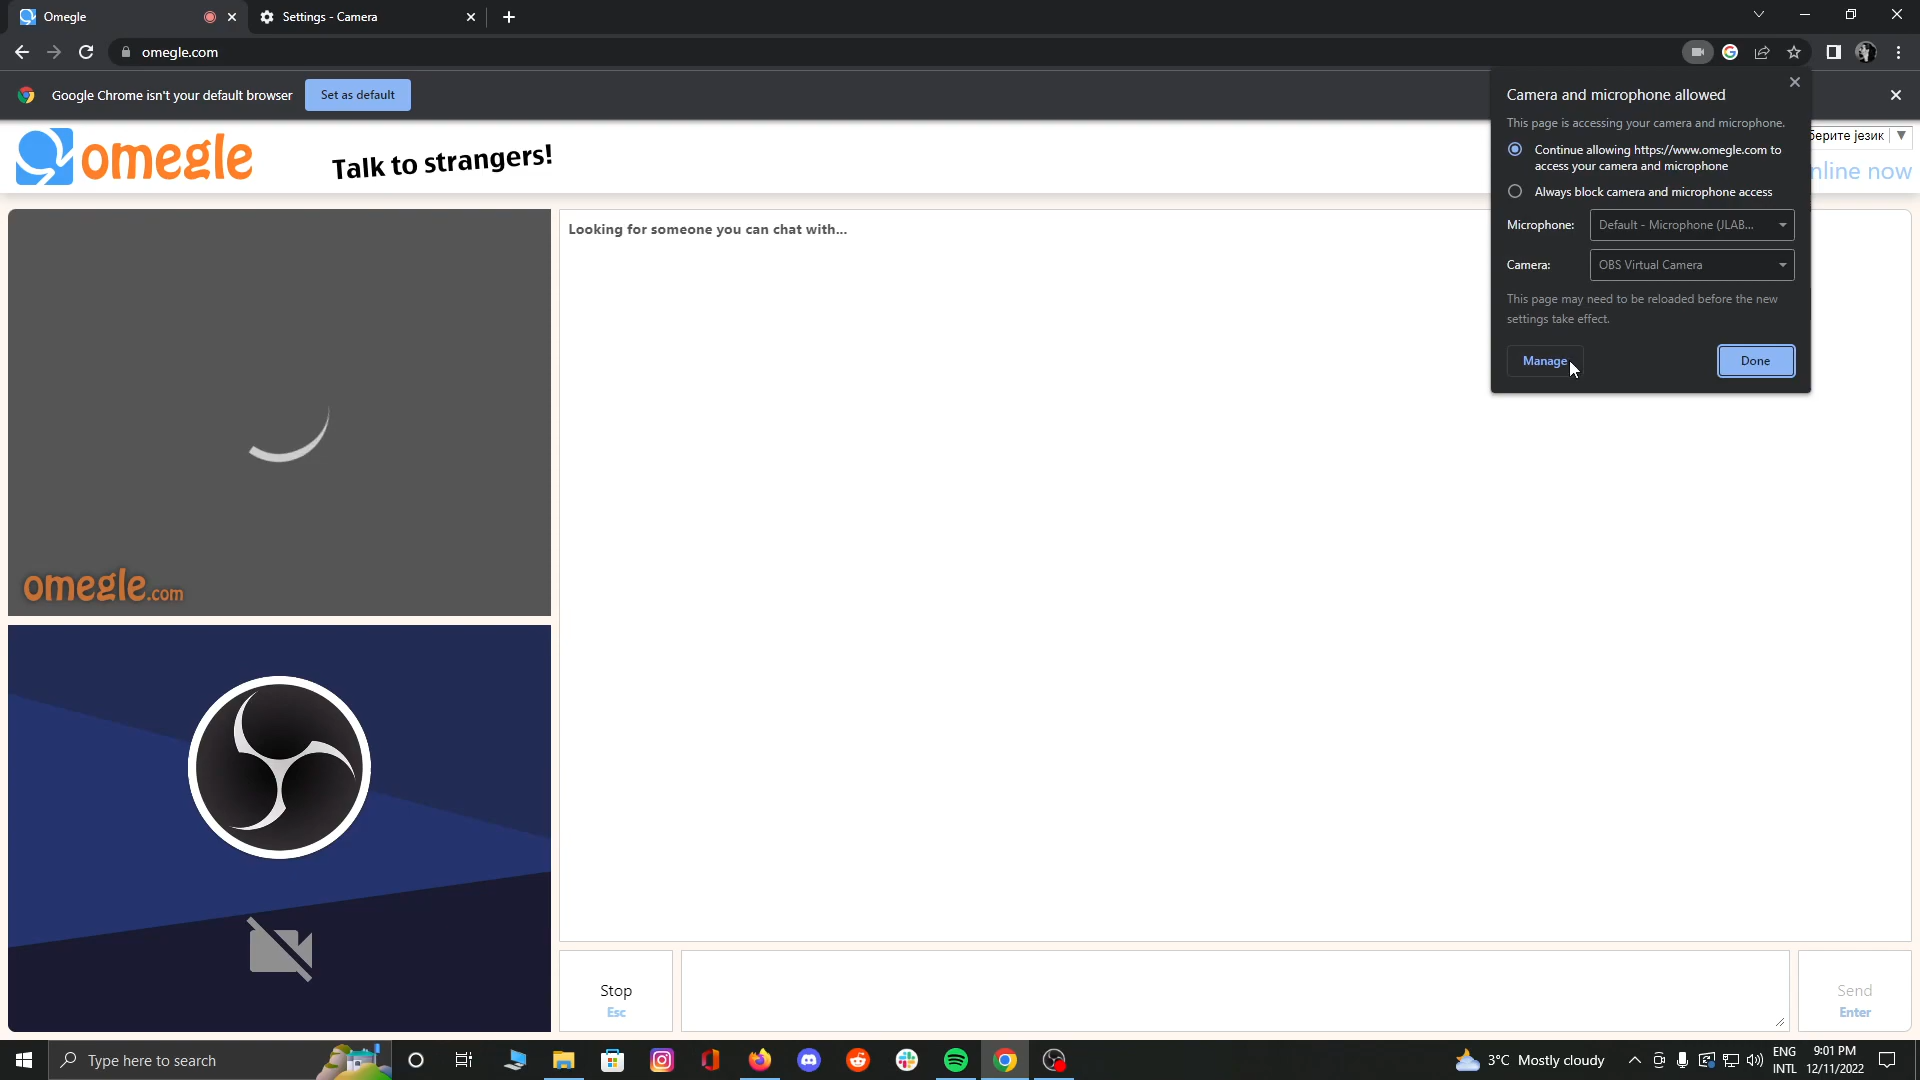 Omegle
Settings - Camera
omegle.com
Google Chrome isn't your default browser
Set as default
omegle
Talk to strangers!
берите језик
nline now
Camera and microphone allowed
This page is accessing your camera and microphone.
Continue allowing https://www.omegle.com to
access your camera and microphone
Always block camera and microphone access
Microphone:
Default - Microphone (JLAB...
Camera:
OBS Virtual Camera
This page may need to be reloaded before the new
settings take effect.
Manage
Done
Looking for someone you can chat with...
omegle.com
Stop
Esc
Send
Enter
Type here to search
3°C Mostly cloudy
ENG
INTL
9:01 PM
12/11/2022